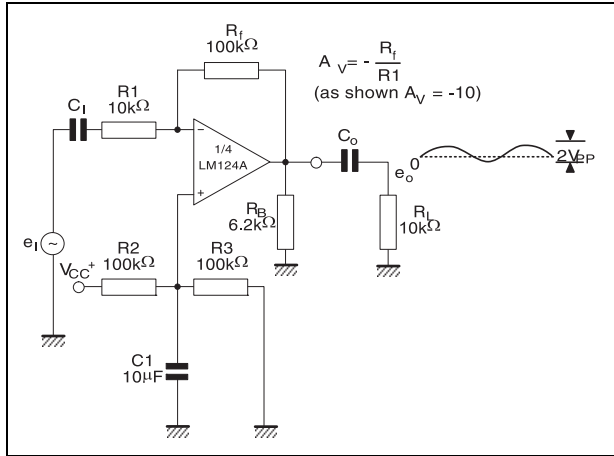 Rf
100kΩ
A V = - Rf
R1
(as shown AV = -10)
R1
10kΩ
CI
1/4
LM124A
Co
eo
0
2VPP
RB
6.2kΩ
RL
10kΩ
eI
~
VCC+
R2
100kΩ
R3
100kΩ
C1
10µF